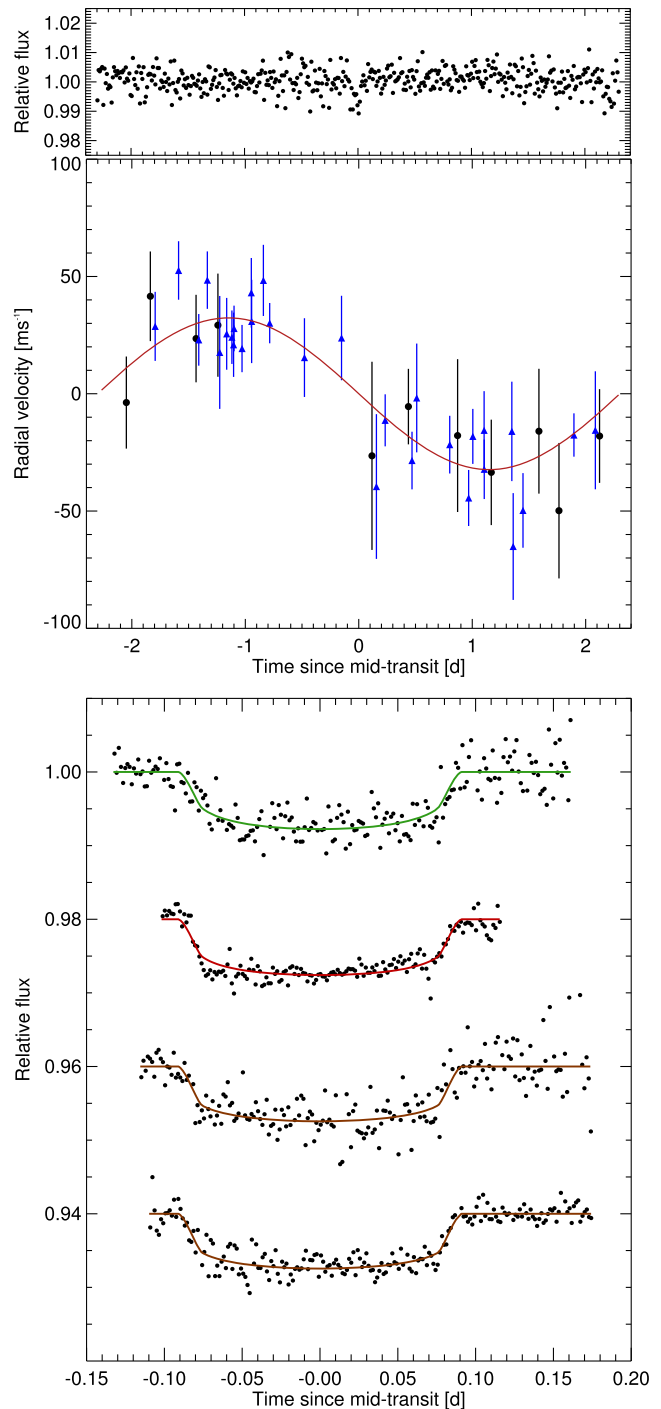 1.02
1.01
1.00
0.99
0.98
Relative flux
100
50
0
-50
-100
Radial velocity [ms⁻¹]
-2 -1 0 1 2
Time since mid-transit [d]
1.00
0.98
0.96
0.94
Relative flux
-0.15 -0.10 -0.05 -0.00 0.05 0.10 0.15 0.20
Time since mid-transit [d]